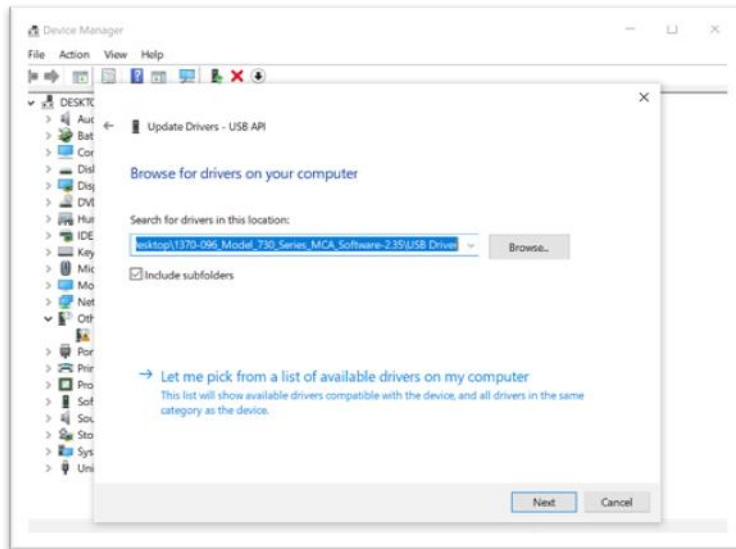 Device Manager
File Action View Help
DESKTO
Aud
Bat
Cor
Disl
Disp
DVD
Hur
IDE
Key
Mic
Mo
Net
Oth
Por
Prir
Pro
Sof
Sou
Sto
Sys
Uni
Update Drivers - USB API
Browse for drivers on your computer
Search for drivers in this location:
esktop\1370-096_Model_730_Series_MCA_Software-2.35\USB Driver
Browse...
Include subfolders
Let me pick from a list of available drivers on my computer
This list will show available drivers compatible with the device, and all drivers in the same
category as the device.
Next Cancel